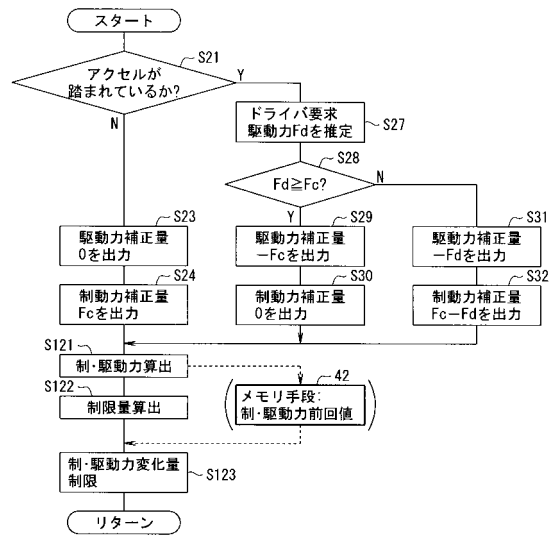 スタート
S21
アクセルが
踏まれているか?
Y
N
ドライバ要求
駆動力Fdを推定
S27
S28
Fd≧Fc?
N
Y
S23
駆動力補正量
0を出力
S29
駆動力補正量
−Fcを出力
S31
駆動力補正量
−Fdを出力
S24
制動力補正量
Fcを出力
S30
制動力補正量
0を出力
S32
制動力補正量
Fc−Fdを出力
S121
制・駆動力算出
S122
制限量算出
42
メモリ手段:
制・駆動力前回値
制・駆動力変化量
制限
S123
リターン